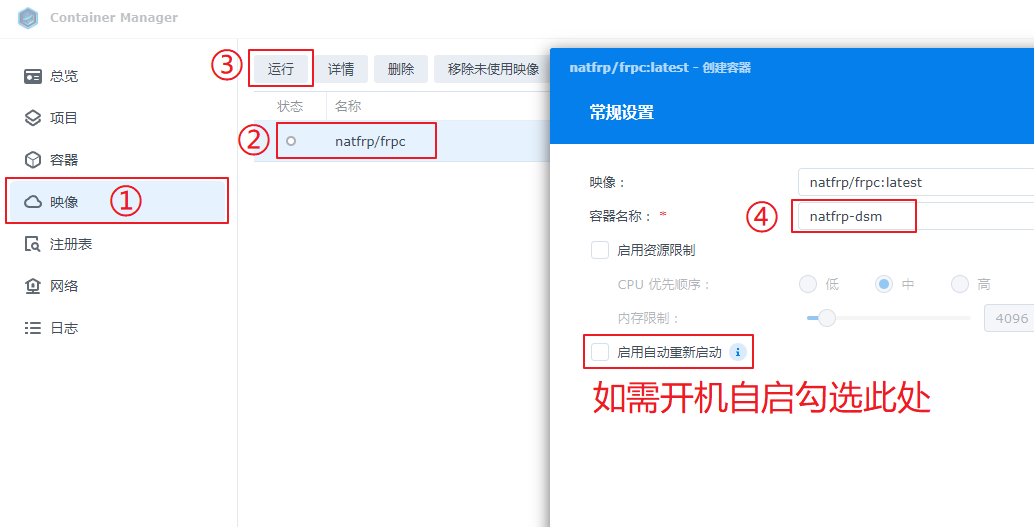 Container Manager
总览
项目
容器
映像 ①
注册表
网络
日志
③ 运行 详情 删除 移除未使用映像
状态 名称
② natfrp/frpc
natfrp/frpc:latest - 创建容器
常规设置
映像： natfrp/frpc:latest
容器名称： * ④ natfrp-dsm
启用资源限制
CPU 优先顺序： 低 中 高
内存限制： 4096
启用自动重新启动 i
如需开机自启勾选此处